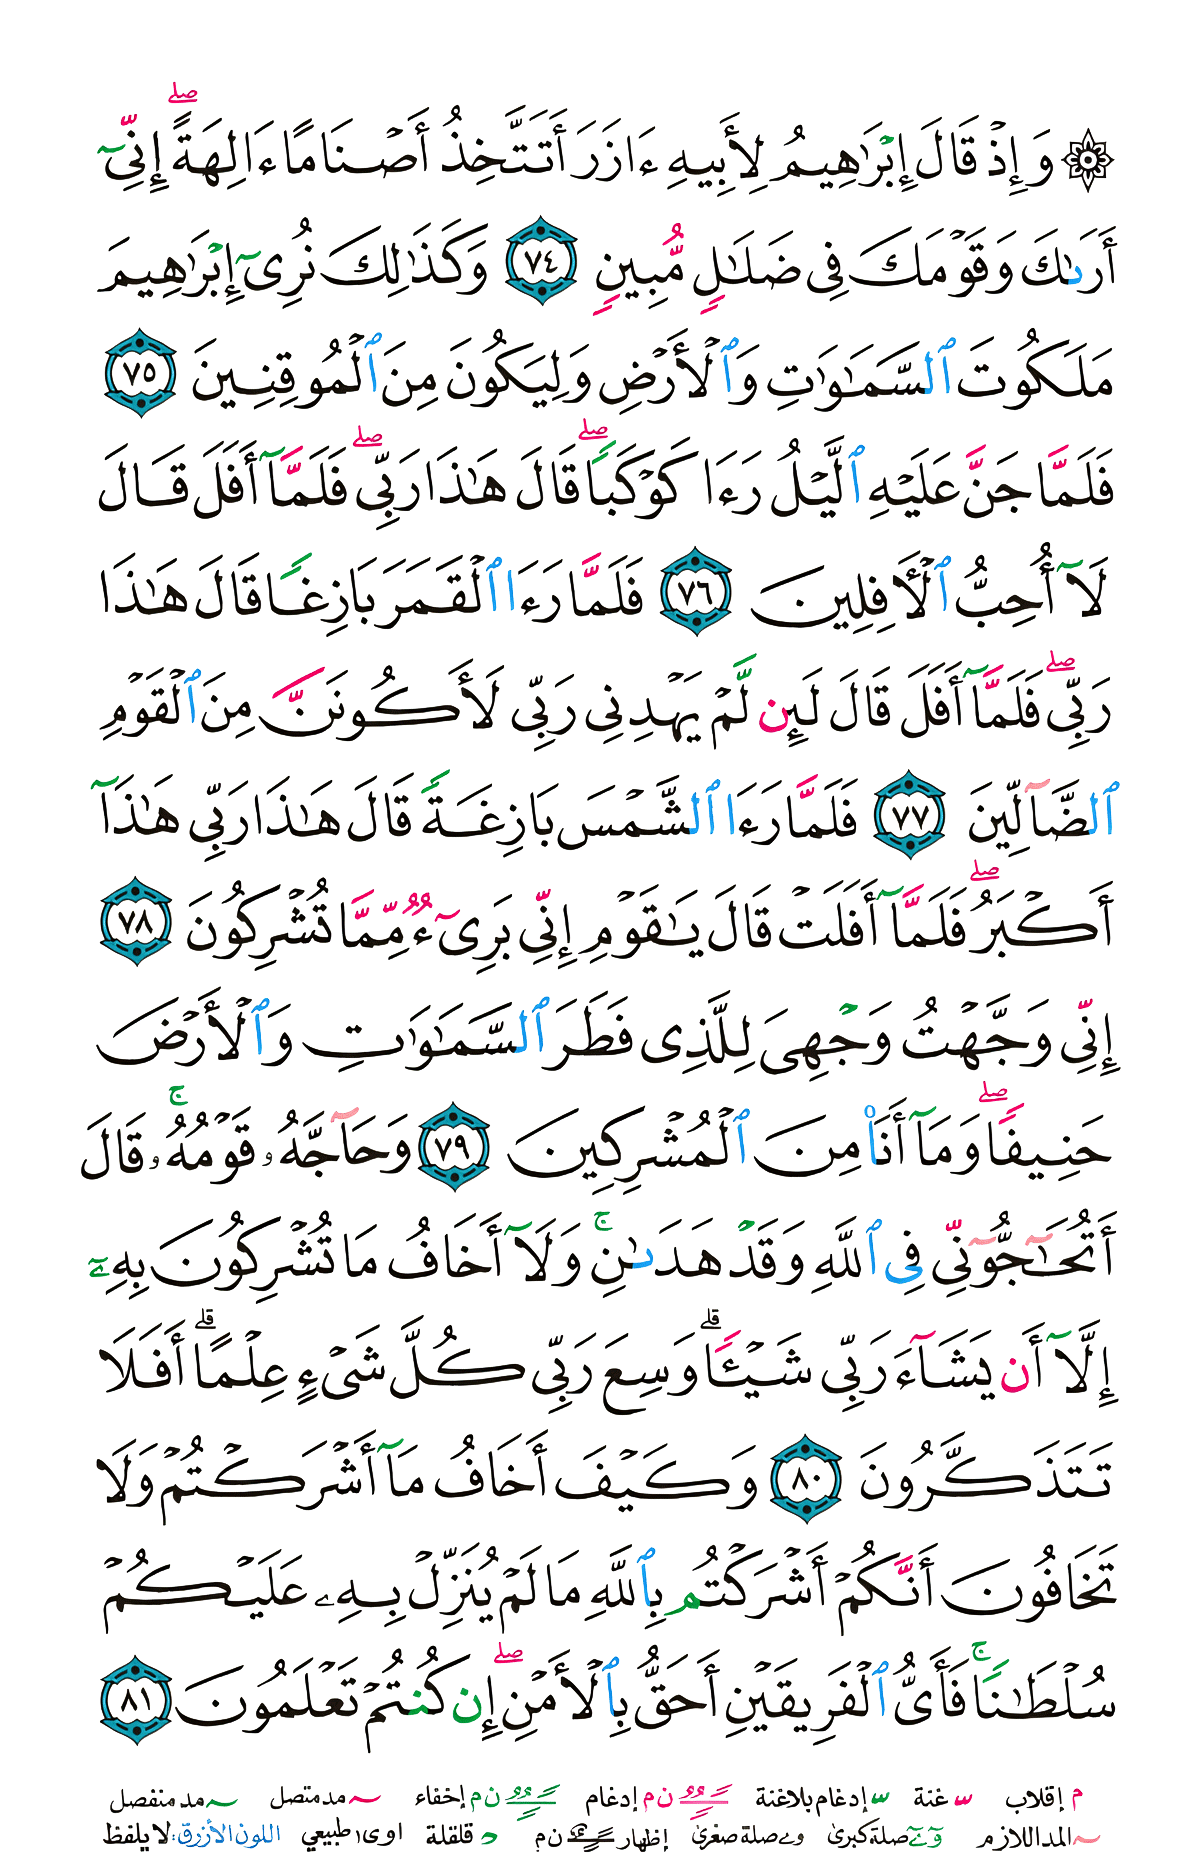 ۞ وَإِذۡ قَالَ إِبۡرَٰهِيمُ لِأَبِيهِ ءَازَرَ أَتَتَّخِذُ أَصۡنَامًا ءَالِهَةًۖ إِنِّيٓ
أَرَىٰكَ وَقَوۡمَكَ فِي ضَلَٰلٖ مُّبِينٖ ٧٤ وَكَذَٰلِكَ نُرِيٓ إِبۡرَٰهِيمَ
مَلَكُوتَ ٱلسَّمَٰوَٰتِ وَٱلۡأَرۡضِ وَلِيَكُونَ مِنَ ٱلۡمُوقِنِينَ ٧٥
فَلَمَّا جَنَّ عَلَيۡهِ ٱلَّيۡلُ رَءَا كَوۡكَبٗاۖ قَالَ هَٰذَا رَبِّيۖ فَلَمَّآ أَفَلَ قَالَ
لَآ أُحِبُّ ٱلۡأٓفِلِينَ ٧٦ فَلَمَّا رَءَا ٱلۡقَمَرَ بَازِغٗا قَالَ هَٰذَا
رَبِّيۖ فَلَمَّآ أَفَلَ قَالَ لَئِن لَّمۡ يَهۡدِنِي رَبِّي لَأَكُونَنَّ مِنَ ٱلۡقَوۡمِ
ٱلضَّآلِّينَ ٧٧ فَلَمَّا رَءَا ٱلشَّمۡسَ بَازِغَةٗ قَالَ هَٰذَا رَبِّي هَٰذَآ
أَكۡبَرُۖ فَلَمَّآ أَفَلَتۡ قَالَ يَٰقَوۡمِ إِنِّي بَرِيٓءٞ مِّمَّا تُشۡرِكُونَ ٧٨
إِنِّي وَجَّهۡتُ وَجۡهِيَ لِلَّذِي فَطَرَ ٱلسَّمَٰوَٰتِ وَٱلۡأَرۡضَ
حَنِيفٗاۖ وَمَآ أَنَا۠ مِنَ ٱلۡمُشۡرِكِينَ ٧٩ وَحَآجَّهُۥ قَوۡمُهُۥۚ قَالَ
أَتُحَٰٓجُّوٓنِّي فِي ٱللَّهِ وَقَدۡ هَدَىٰنِۚ وَلَآ أَخَافُ مَا تُشۡرِكُونَ بِهِۦٓ
إِلَّآ أَن يَشَآءَ رَبِّي شَيۡـٔٗاۗ وَسِعَ رَبِّي كُلَّ شَيۡءٍ عِلۡمًاۗ أَفَلَا
تَتَذَكَّرُونَ ٨٠ وَكَيۡفَ أَخَافُ مَآ أَشۡرَكۡتُمۡ وَلَا
تَخَافُونَ أَنَّكُمۡ أَشۡرَكۡتُم بِٱللَّهِ مَا لَمۡ يُنَزِّلۡ بِهِۦ عَلَيۡكُمۡ
سُلۡطَٰنٗاۚ فَأَيُّ ٱلۡفَرِيقَيۡنِ أَحَقُّ بِٱلۡأَمۡنِۖ إِن كُنتُمۡ تَعۡلَمُونَ ٨١
م إقلاب ّ غنة ّ إدغام بلاغنة ن م إدغام ن م إخفاء ٓ مد متصل ٓ مد منفصل
ٓ المد اللازم وٓ ےٓ صلة كبرى و ے صلة صغرى إظهار ن م ۡ قلقلة ا و ى طبيعي اللون الأزرق: لا يلفظ